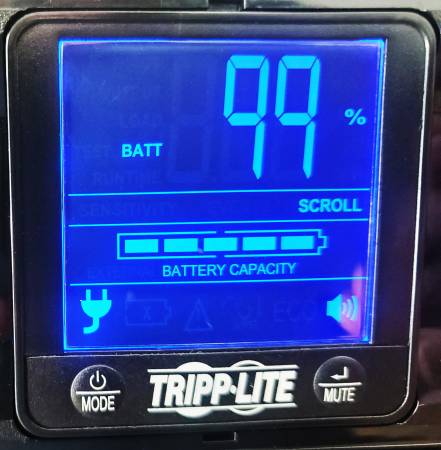 99 %
BATT
SCROLL
BATTERY CAPACITY
MODE
TRIPP·LITE
MUTE